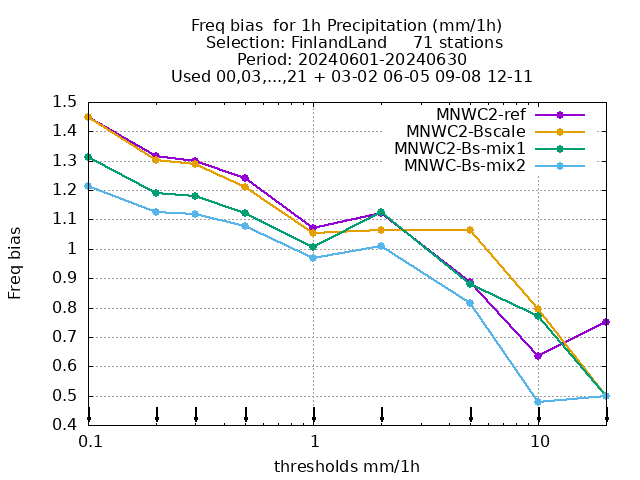 Freq bias  for 1h Precipitation (mm/1h)
Selection: FinlandLand     71 stations
Period: 20240601-20240630
Used 00,03,...,21 + 03-02 06-05 09-08 12-11
MNWC2-ref
MNWC2-Bscale
MNWC2-Bs-mix1
MNWC-Bs-mix2
Freq bias
1.5
1.4
1.3
1.2
1.1
1
0.9
0.8
0.7
0.6
0.5
0.4
0.1 1 10
thresholds mm/1h